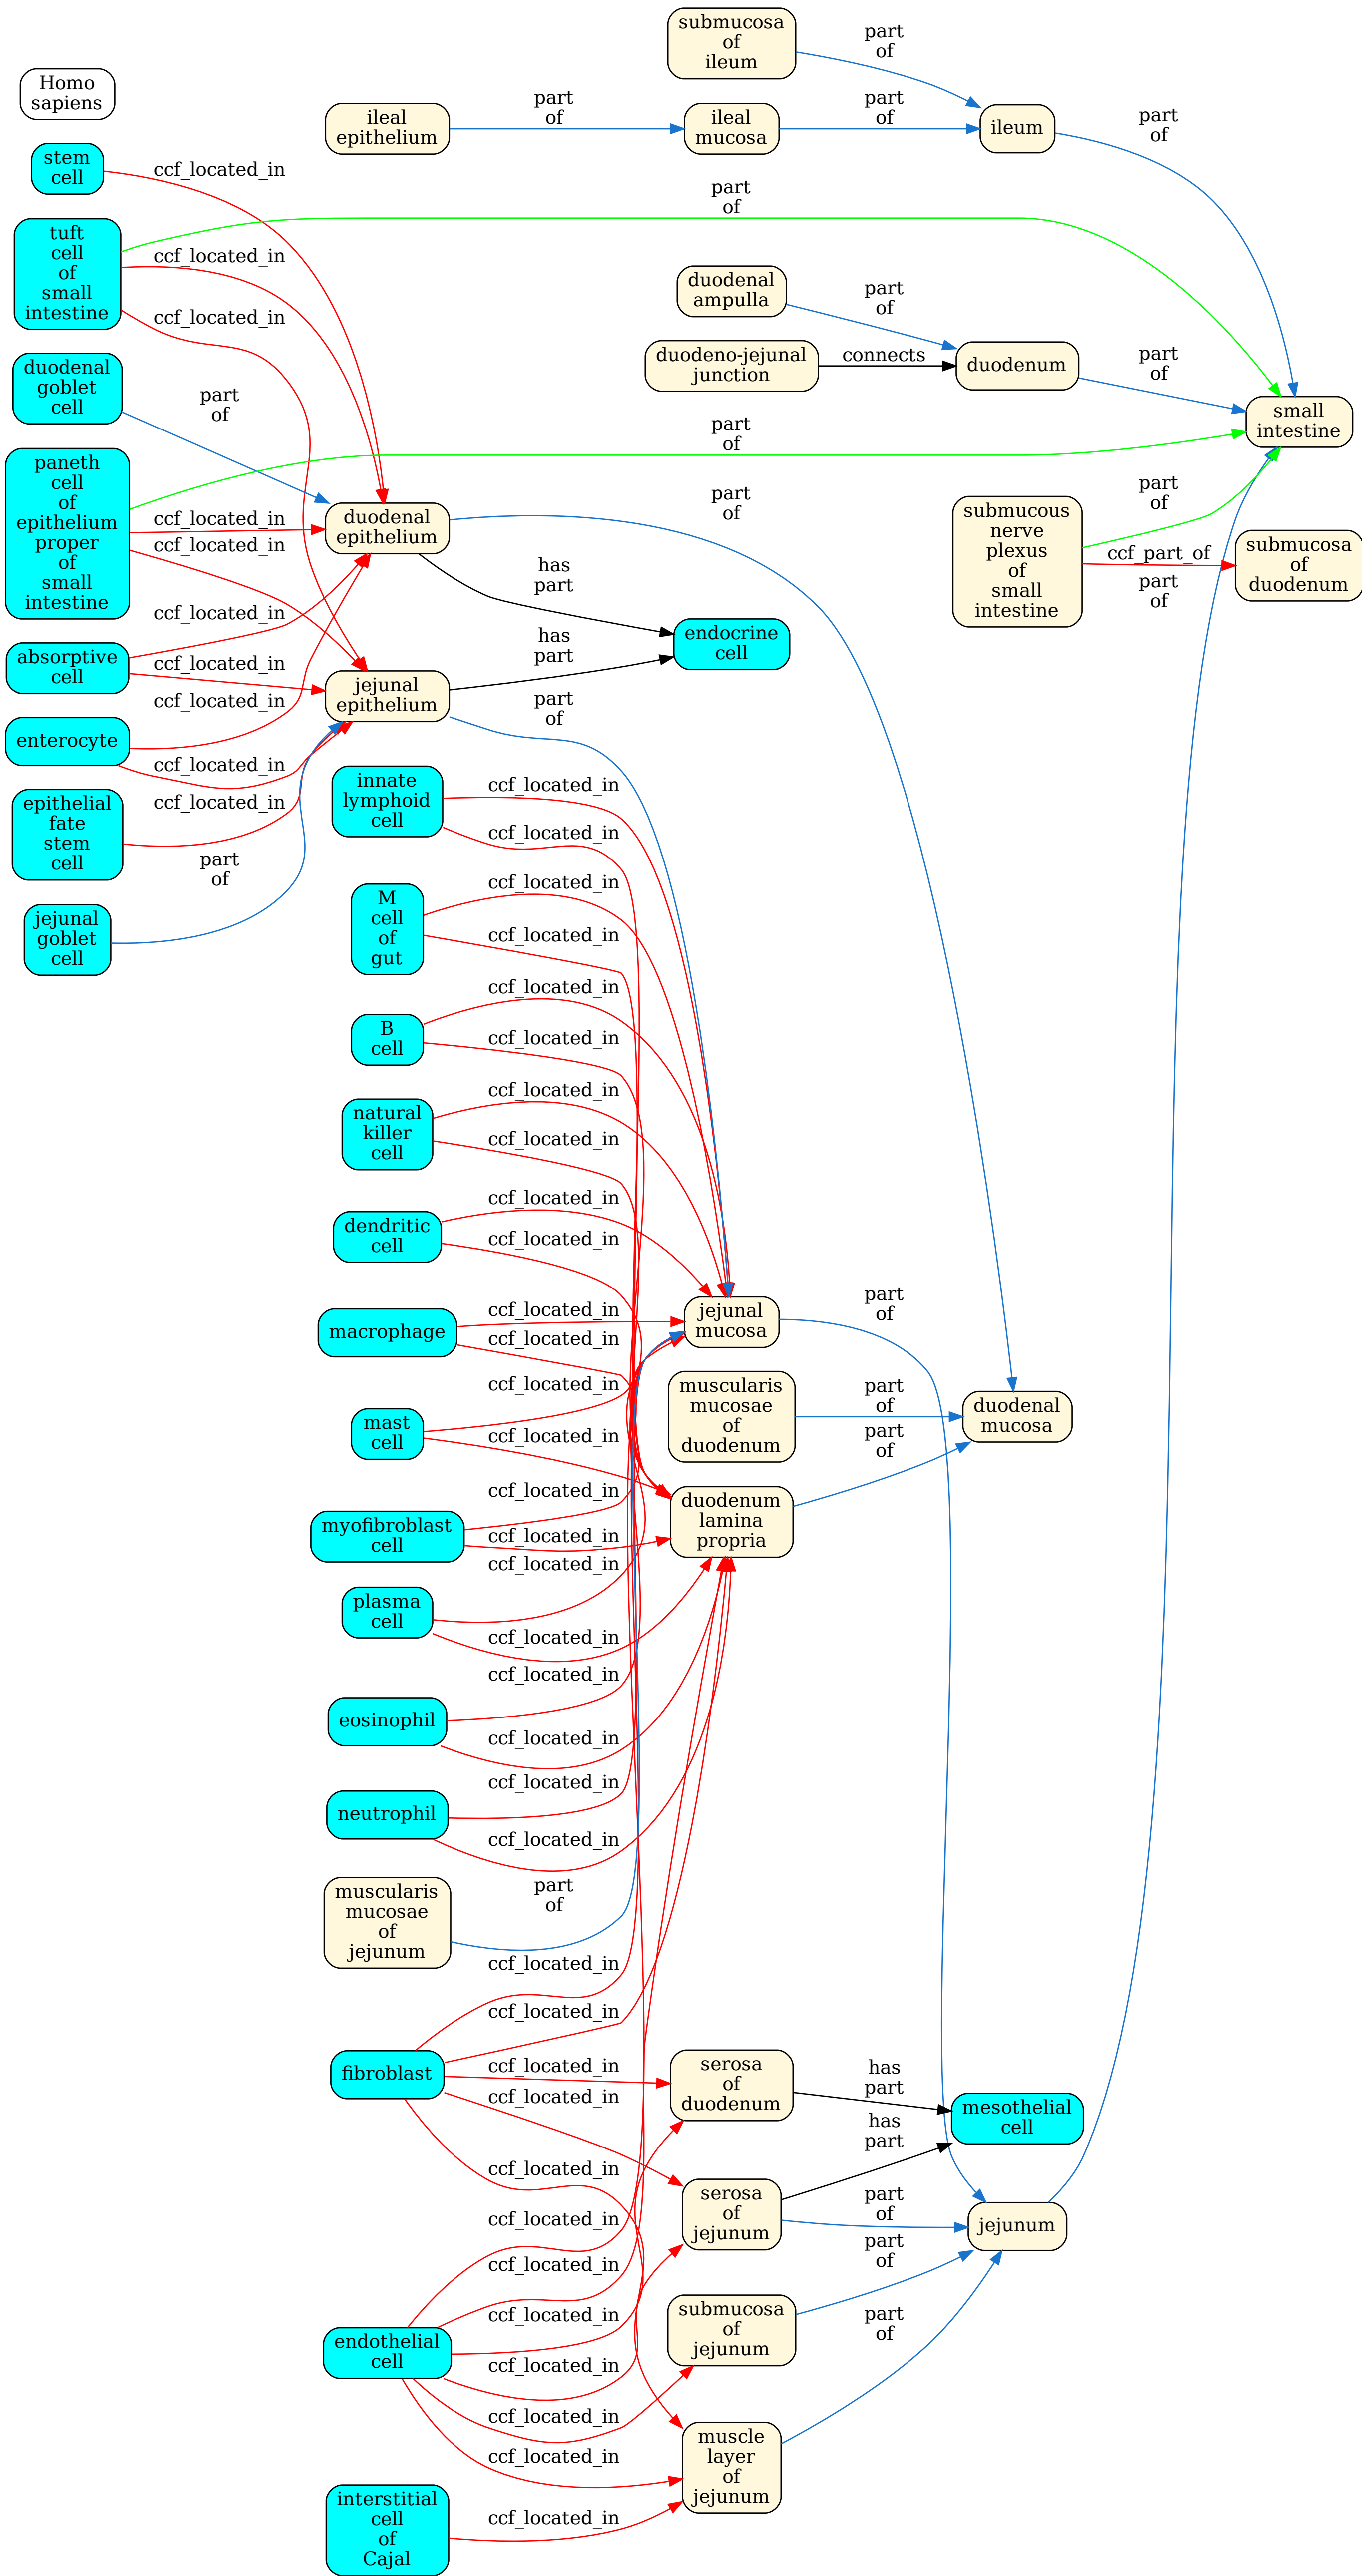 submucosa
of
ileum
part
of
Homo
sapiens
ileal
epithelium
part
of
ileal
mucosa
part
of
ileum
part
of
stem
cell
ccf_located_in
part
of
tuft
cell
of
small
intestine
ccf_located_in
ccf_located_in
duodenal
ampulla
part
of
duodeno-jejunal
junction
connects
duodenum
part
of
duodenal
goblet
cell
part
of
small
intestine
part
of
paneth
cell
of
epithelium
proper
of
small
intestine
ccf_located_in
ccf_located_in
duodenal
epithelium
part
of
has
part
submucous
nerve
plexus
of
small
intestine
part
of
ccf_part_of
part
of
submucosa
of
duodenum
ccf_located_in
absorptive
cell
ccf_located_in
has
part
endocrine
cell
jejunal
epithelium
part
of
ccf_located_in
enterocyte
ccf_located_in
epithelial
fate
stem
cell
ccf_located_in
part
of
jejunal
goblet
cell
innate
lymphoid
cell
ccf_located_in
ccf_located_in
M
cell
of
gut
ccf_located_in
ccf_located_in
B
cell
ccf_located_in
ccf_located_in
natural
killer
cell
ccf_located_in
ccf_located_in
dendritic
cell
ccf_located_in
ccf_located_in
macrophage
ccf_located_in
ccf_located_in
jejunal
mucosa
part
of
mast
cell
ccf_located_in
ccf_located_in
muscularis
mucosae
of
duodenum
part
of
duodenal
mucosa
part
of
myofibroblast
cell
ccf_located_in
ccf_located_in
duodenum
lamina
propria
plasma
cell
ccf_located_in
ccf_located_in
eosinophil
ccf_located_in
ccf_located_in
neutrophil
ccf_located_in
ccf_located_in
muscularis
mucosae
of
jejunum
part
of
fibroblast
ccf_located_in
ccf_located_in
ccf_located_in
ccf_located_in
ccf_located_in
serosa
of
duodenum
has
part
mesothelial
cell
has
part
serosa
of
jejunum
part
of
jejunum
part
of
endothelial
cell
ccf_located_in
ccf_located_in
ccf_located_in
ccf_located_in
ccf_located_in
ccf_located_in
submucosa
of
jejunum
part
of
muscle
layer
of
jejunum
interstitial
cell
of
Cajal
ccf_located_in